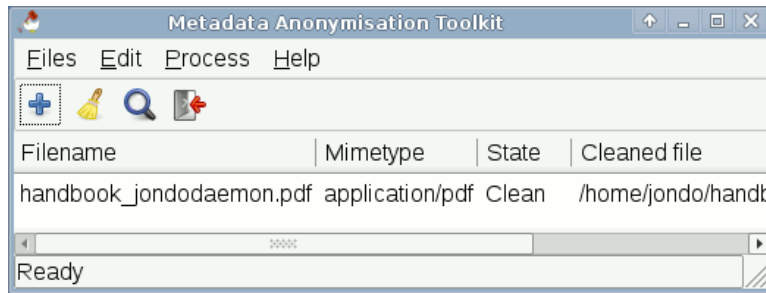 Metadata Anonymisation Toolkit
Files Edit Process Help
Filename Mimetype State Cleaned file
handbook_jondodaemon.pdf application/pdf Clean /home/jondo/handb
Ready